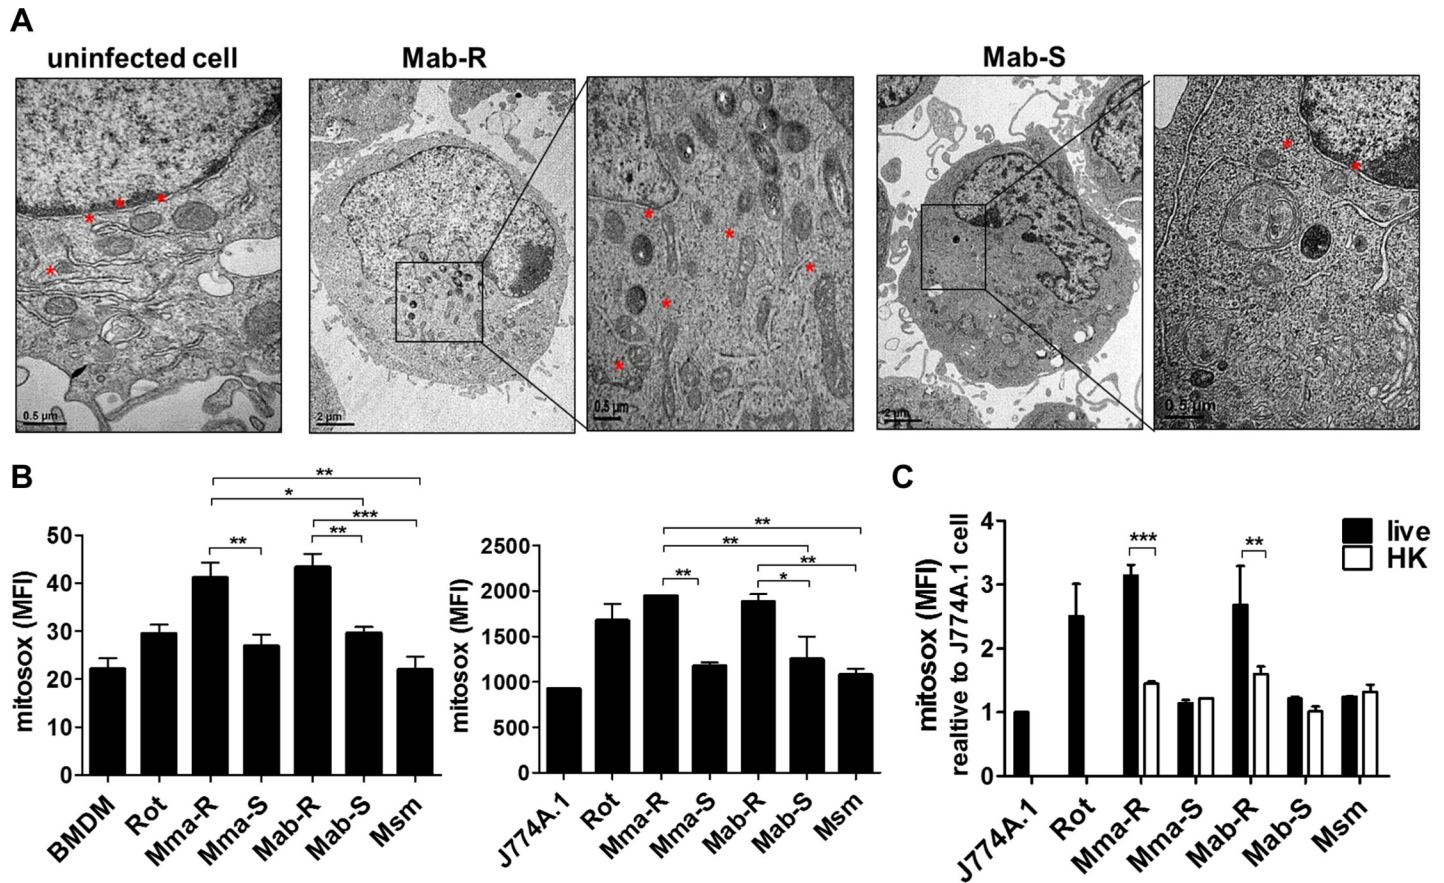 A
uninfected cell
Mab-R
Mab-S
*
*
*
*
*
*
*
*
*
*
*
0.5 µm
2 µm
0.5 µm
2 µm
0.5 µm
B
**
*
***
**
**
mitosox (MFI)
50
40
30
20
10
0
BMDM
Rot
Mma-R
Mma-S
Mab-R
Mab-S
Msm
**
**
**
**
*
mitosox (MFI)
2500
2000
1500
1000
500
0
J774A.1
Rot
Mma-R
Mma-S
Mab-R
Mab-S
Msm
C
live
HK
***
**
mitosox (MFI)
realtive to J774A.1 cell
4
3
2
1
0
J774A.1
Rot
Mma-R
Mma-S
Mab-R
Mab-S
Msm